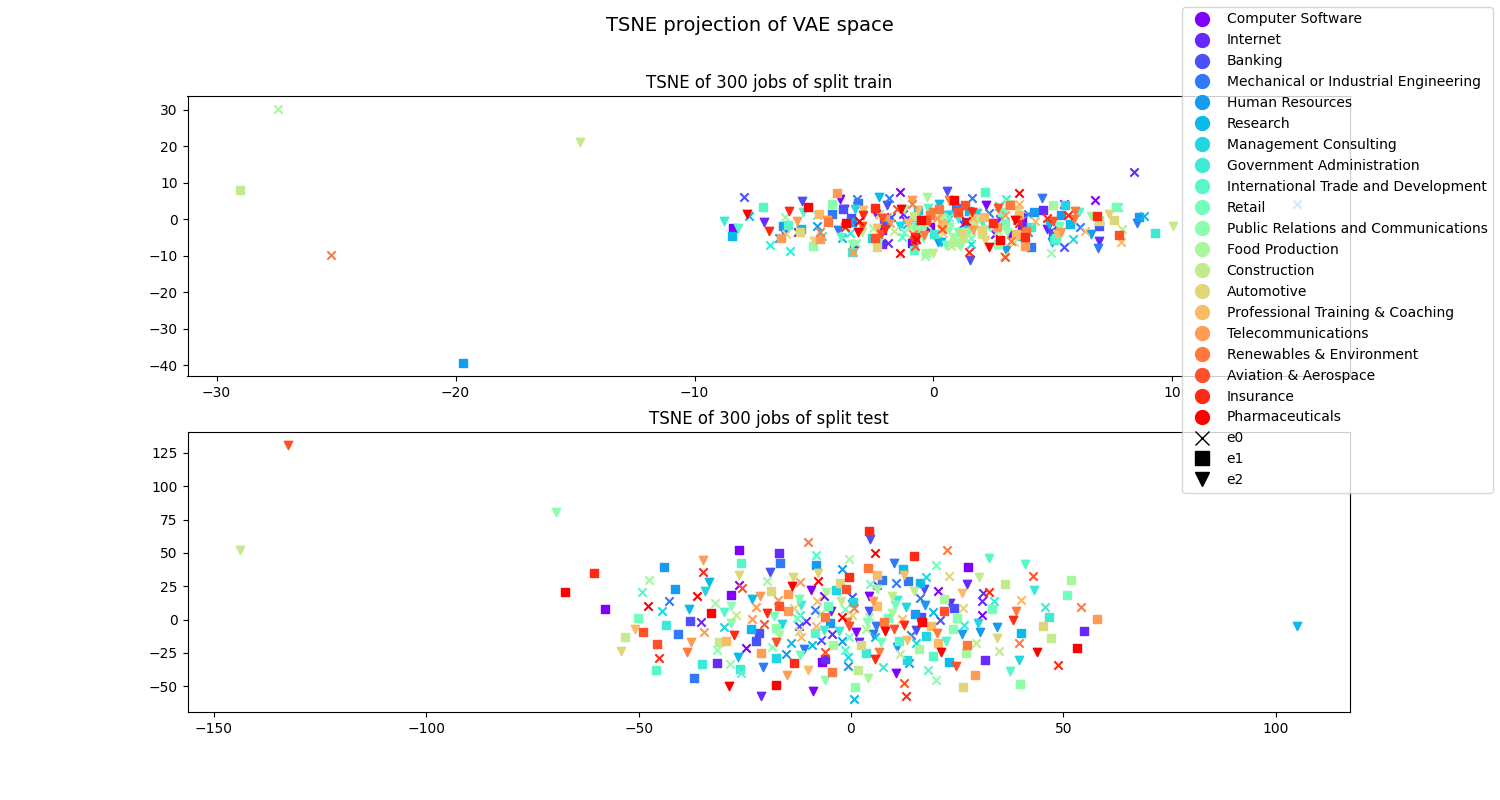 TSNE projection of VAE space
TSNE of 300 jobs of split train
30
20
10
0
−10
−20
−30
−40
−30
−20
−10
0
10
TSNE of 300 jobs of split test
125
100
75
50
25
0
−25
−50
−150
−100
−50
0
50
100
Computer Software
Internet
Banking
Mechanical or Industrial Engineering
Human Resources
Research
Management Consulting
Government Administration
International Trade and Development
Retail
Public Relations and Communications
Food Production
Construction
Automotive
Professional Training & Coaching
Telecommunications
Renewables & Environment
Aviation & Aerospace
Insurance
Pharmaceuticals
e0
e1
e2